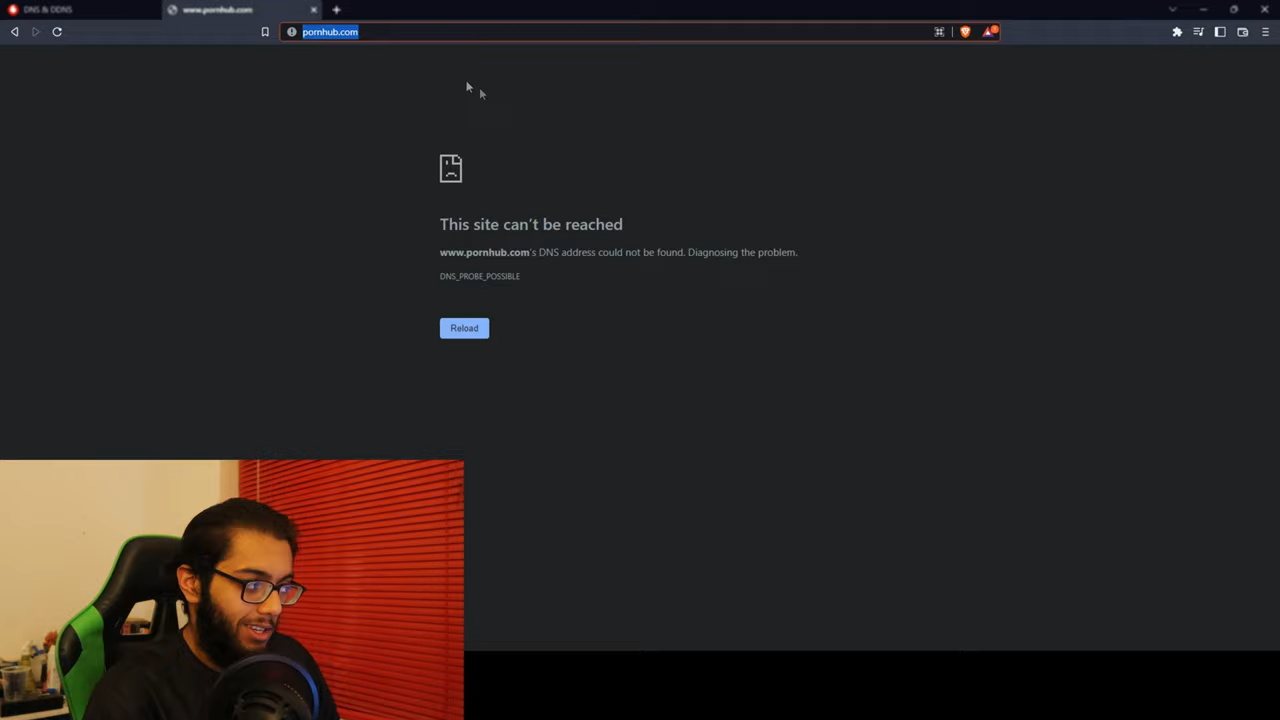 DNS & DDNS
www.pornhub.com
pornhub.com
This site can't be reached
www.pornhub.com's DNS address could not be found. Diagnosing the problem.
DNS_PROBE_POSSIBLE
Reload